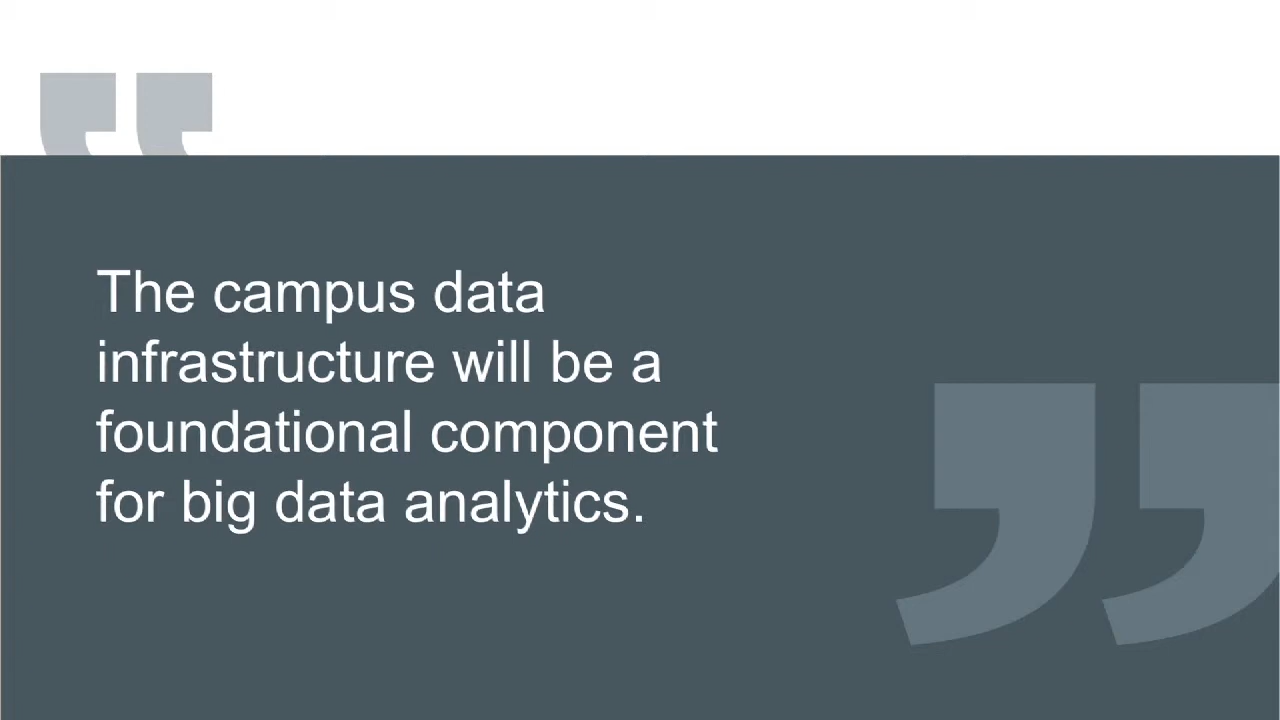 The campus data
infrastructure will be a
foundational component
for big data analytics.